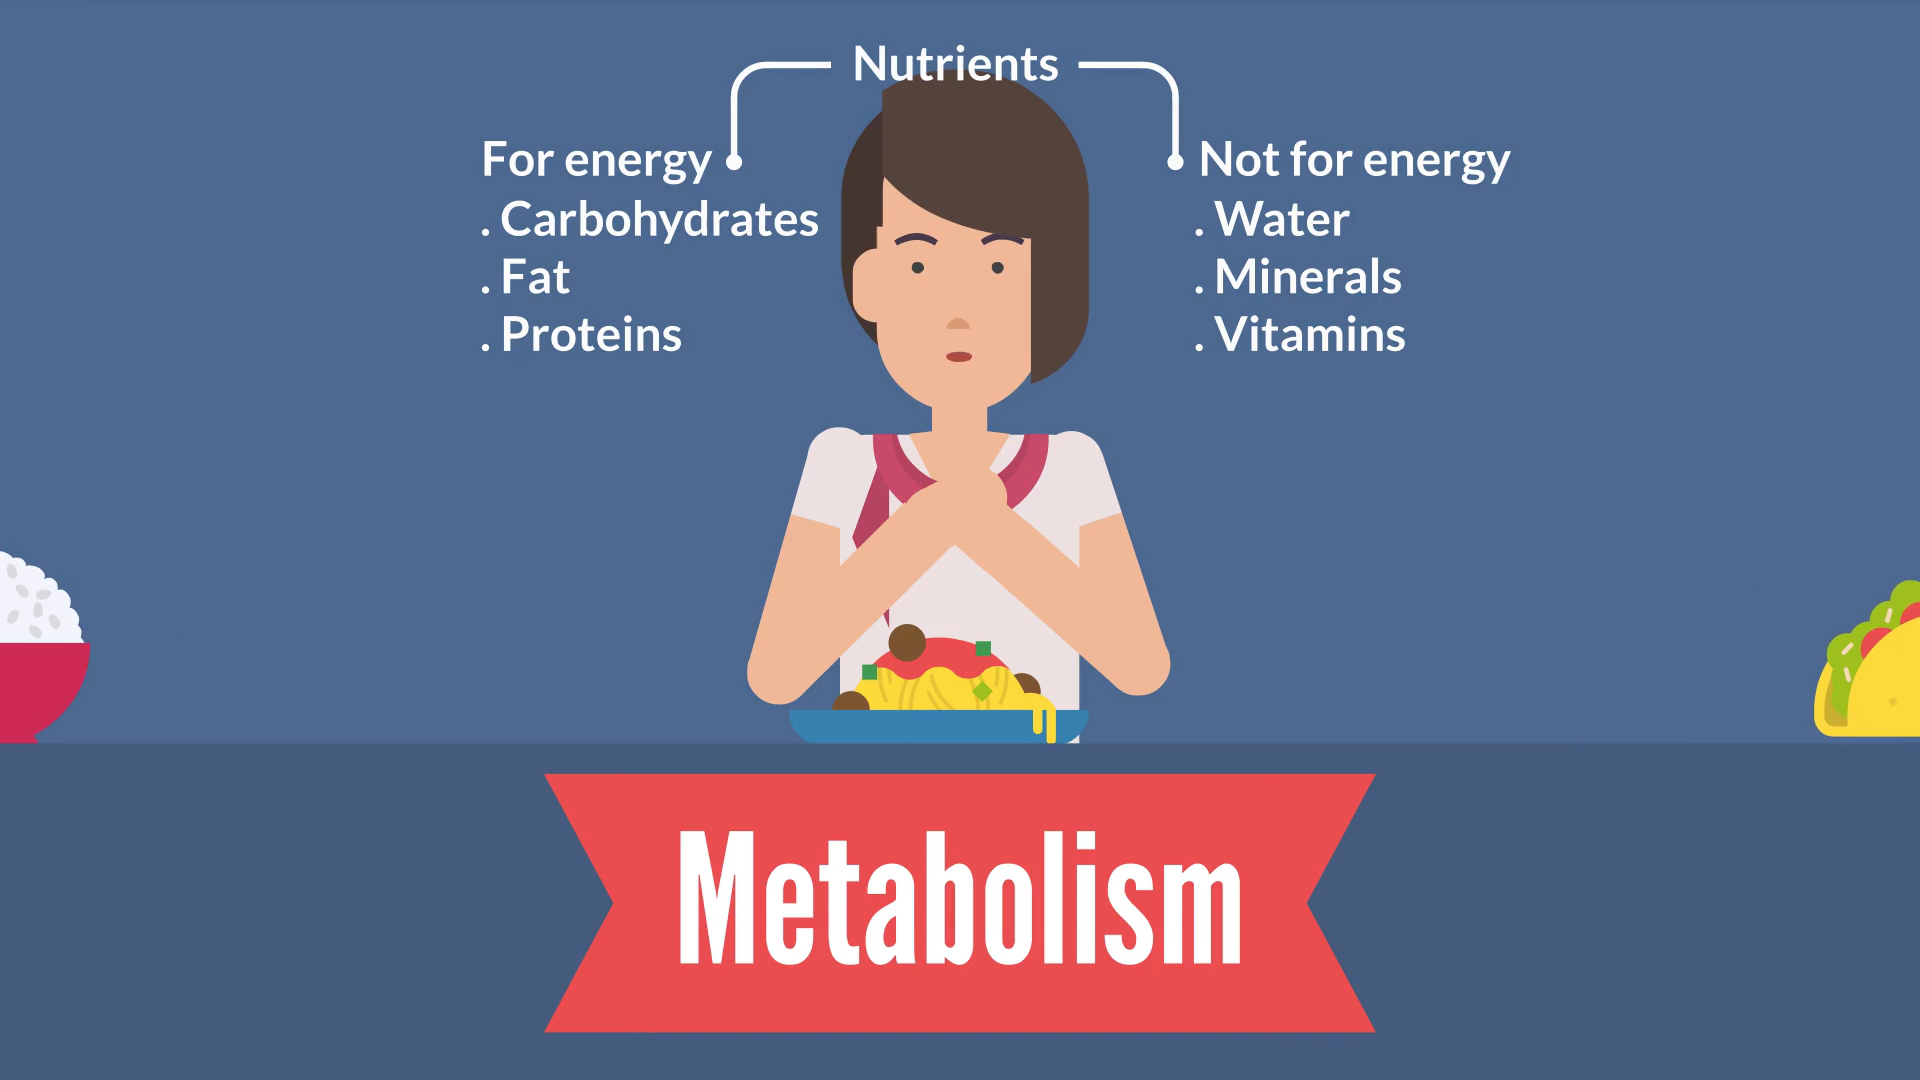 Nutrients
For energy
. Carbohydrates
. Fat
. Proteins
Not for energy
. Water
. Minerals
. Vitamins
Metabolism